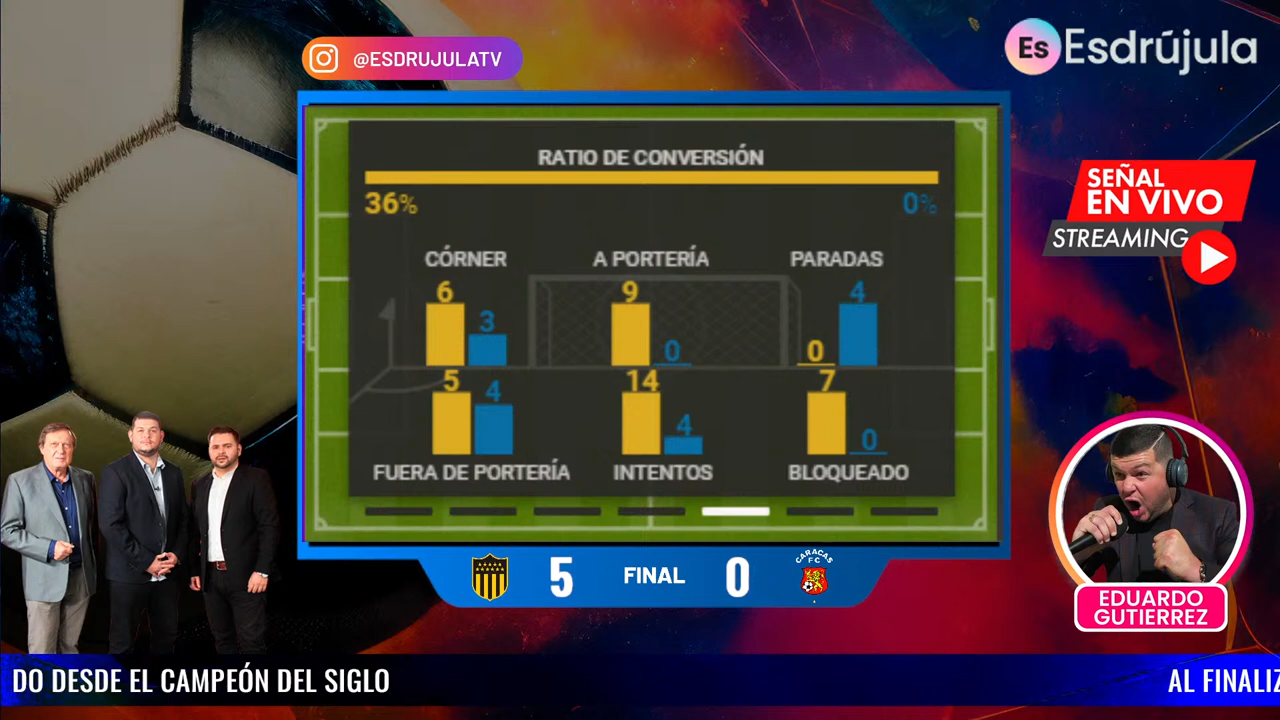 @ESDRUJULATV
Es Esdrújula
RATIO DE CONVERSIÓN
36% 0%
SEÑAL
EN VIVO
STREAMING
CÓRNER A PORTERÍA PARADAS
6 3 9 0 0 4
5 4 14 4 7 0
FUERA DE PORTERÍA INTENTOS BLOQUEADO
CARACAS
FC
5 FINAL 0
EDUARDO
GUTIERREZ
DO DESDE EL CAMPEÓN DEL SIGLO AL FINALIZ